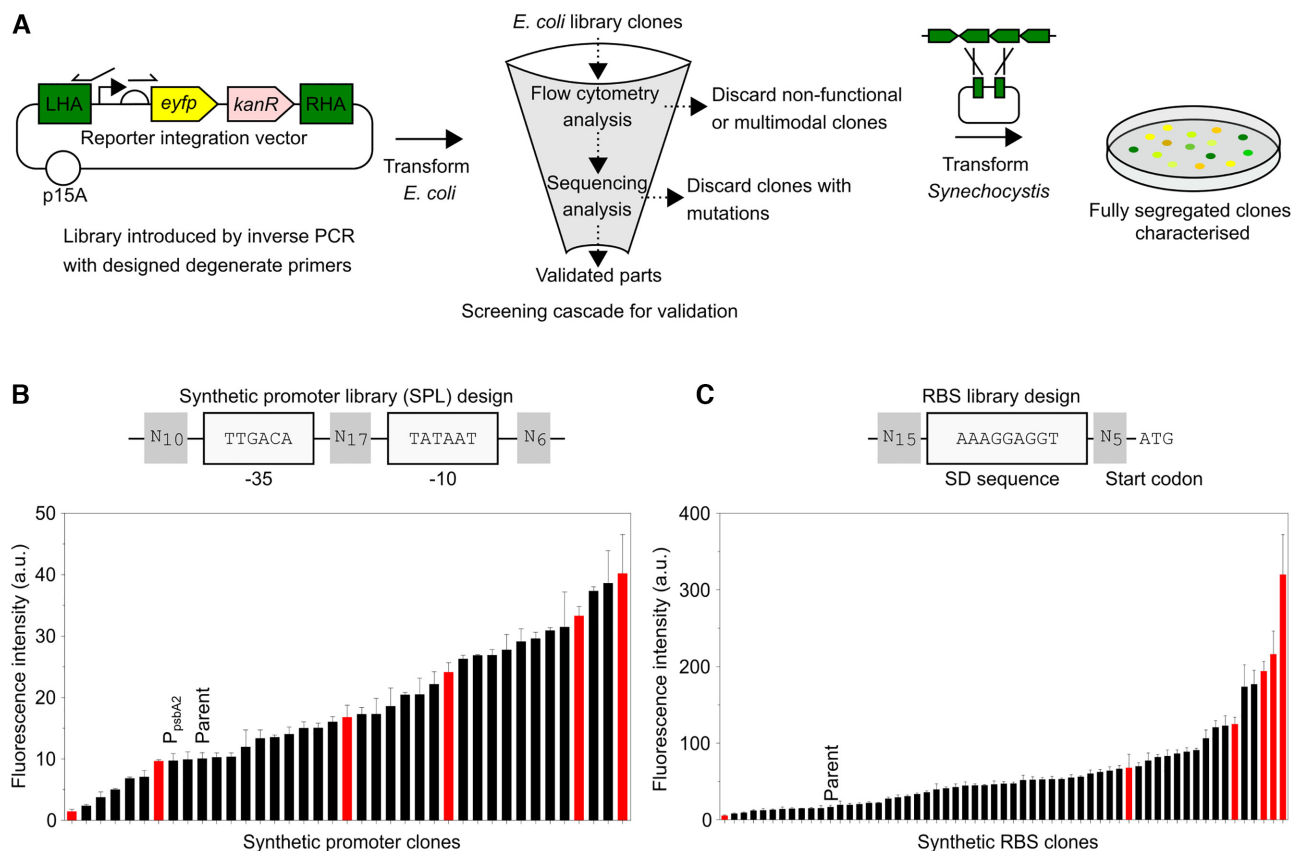 A
LHA
eyfp
kanR
RHA
Reporter integration vector
p15A
Library introduced by inverse PCR
with designed degenerate primers
Transform
E. coli
E. coli library clones
Flow cytometry
analysis
Discard non-functional
or multimodal clones
Sequencing
analysis
Discard clones with
mutations
Validated parts
Screening cascade for validation
Transform
Synechocystis
Fully segregated clones
characterised
B
Synthetic promoter library (SPL) design
N10
TTGACA
N17
TATAAT
N6
-35
-10
Fluorescence intensity (a.u.)
50
40
30
20
10
0
PpsbA2
Parent
Synthetic promoter clones
C
RBS library design
N15
AAAGGAGGT
N5
ATG
SD sequence
Start codon
Fluorescence intensity (a.u.)
400
300
200
100
0
Parent
Synthetic RBS clones